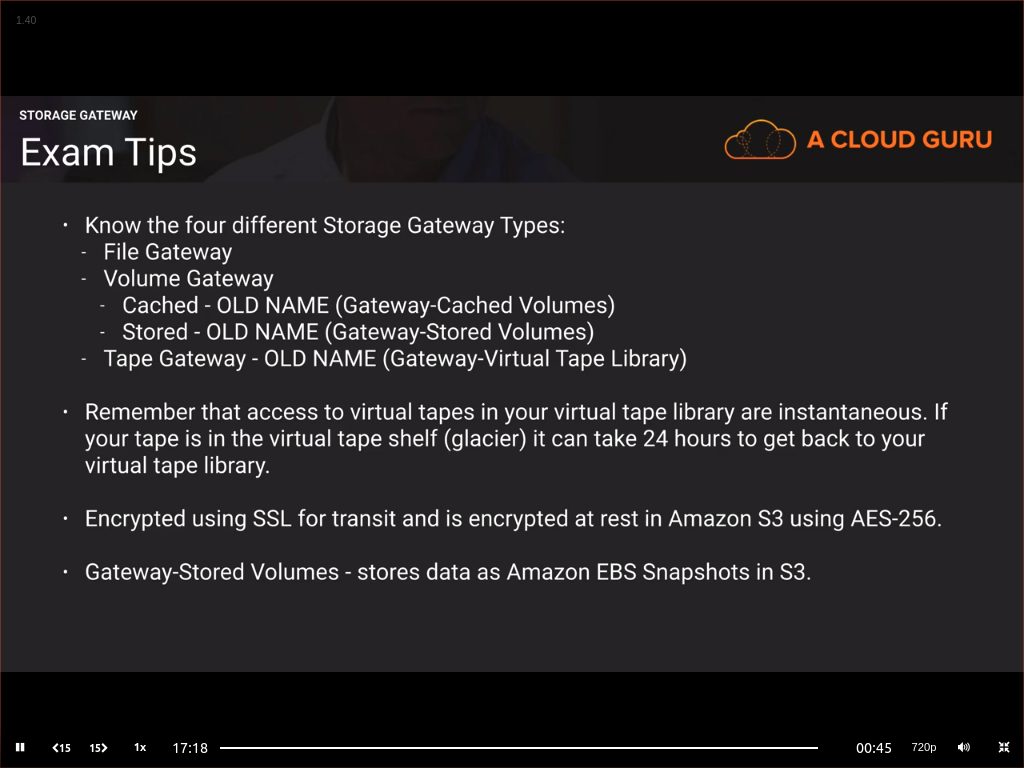 1.40
STORAGE GATEWAY
Exam Tips
A CLOUD GURU
· Know the four different Storage Gateway Types:
- File Gateway
- Volume Gateway
- Cached - OLD NAME (Gateway-Cached Volumes)
- Stored - OLD NAME (Gateway-Stored Volumes)
- Tape Gateway - OLD NAME (Gateway-Virtual Tape Library)
· Remember that access to virtual tapes in your virtual tape library are instantaneous. If
your tape is in the virtual tape shelf (glacier) it can take 24 hours to get back to your
virtual tape library.
· Encrypted using SSL for transit and is encrypted at rest in Amazon S3 using AES-256.
· Gateway-Stored Volumes - stores data as Amazon EBS Snapshots in S3.
15 15 1x 17:18 00:45 720p